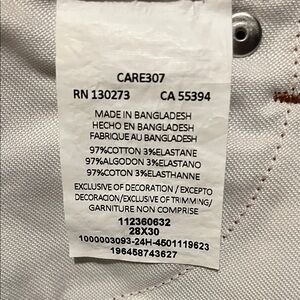 CARE307
RN 130273 CA 55394
MADE IN BANGLADESH
HECHO EN BANGLADESH
FABRIQUE AU BANGLADESH
97%COTTON 3%ELASTANE
97%ALGODON 3%ELASTANO
97%COTON 3%ELASTHANNE
EXCLUSIVE OF DECORATION / EXCEPTO
DECORACION/EXCLUSIVE OF TRIMMING/
GARNITURE NON COMPRISE
112360632
28X30
1000003093-24H-4501119623
196458743627